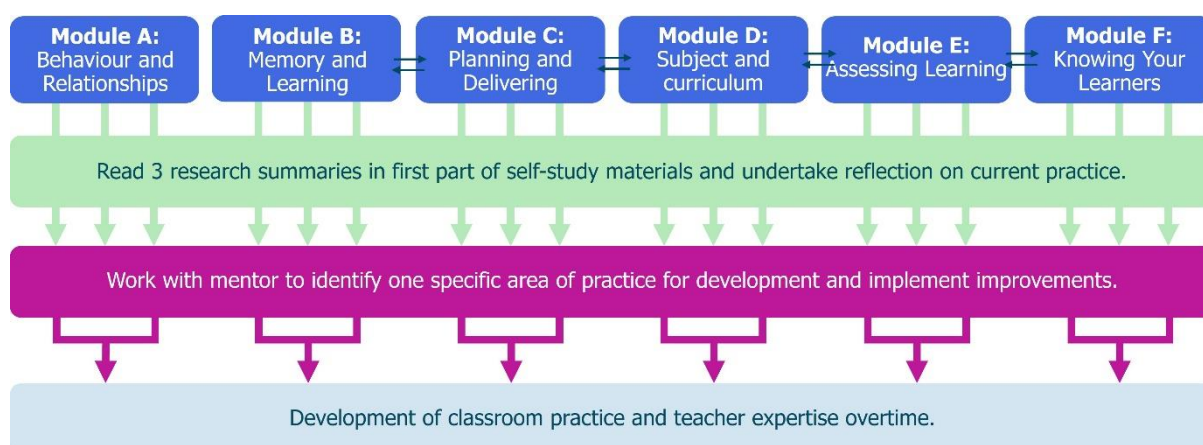 Module A:
Behaviour and
Relationships
Module B:
Memory and
Learning
Module C:
Planning and
Delivering
Module D:
Subject and
curriculum
Module E:
Assessing Learning
Module F:
Knowing Your
Learners
Read 3 research summaries in first part of self-study materials and undertake reflection on current practice.
Work with mentor to identify one specific area of practice for development and implement improvements.
Development of classroom practice and teacher expertise overtime.